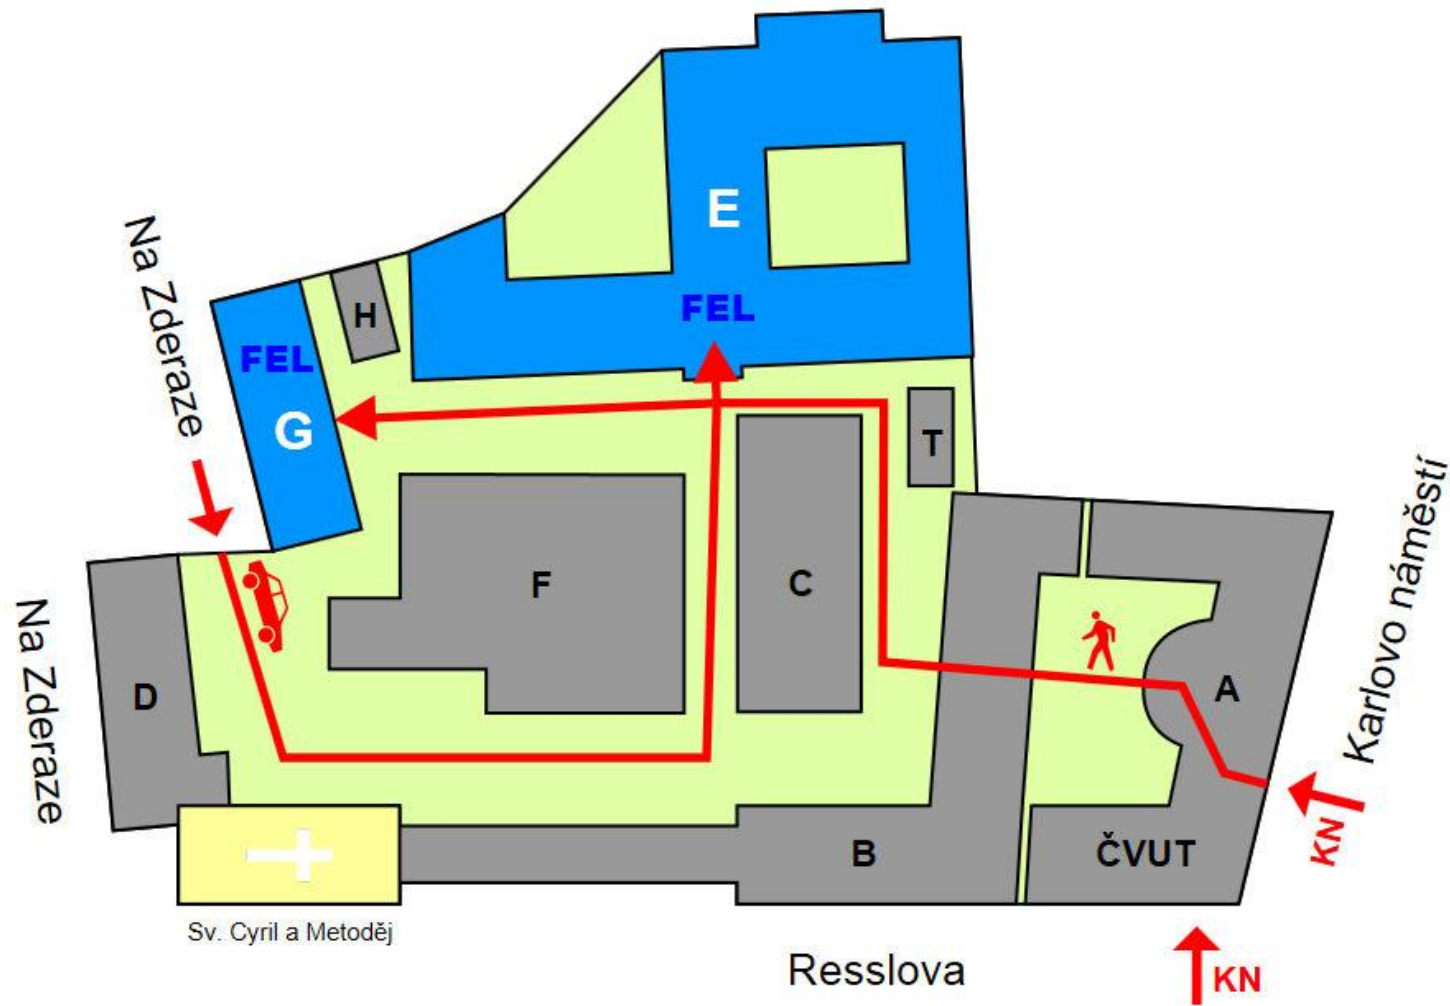 E
FEL
Na Zderaze
H
FEL
G
T
Karlovo náměstí
F
C
Na Zderaze
D
A
KN
B
ČVUT
Sv. Cyril a Metoděj
Resslova
KN